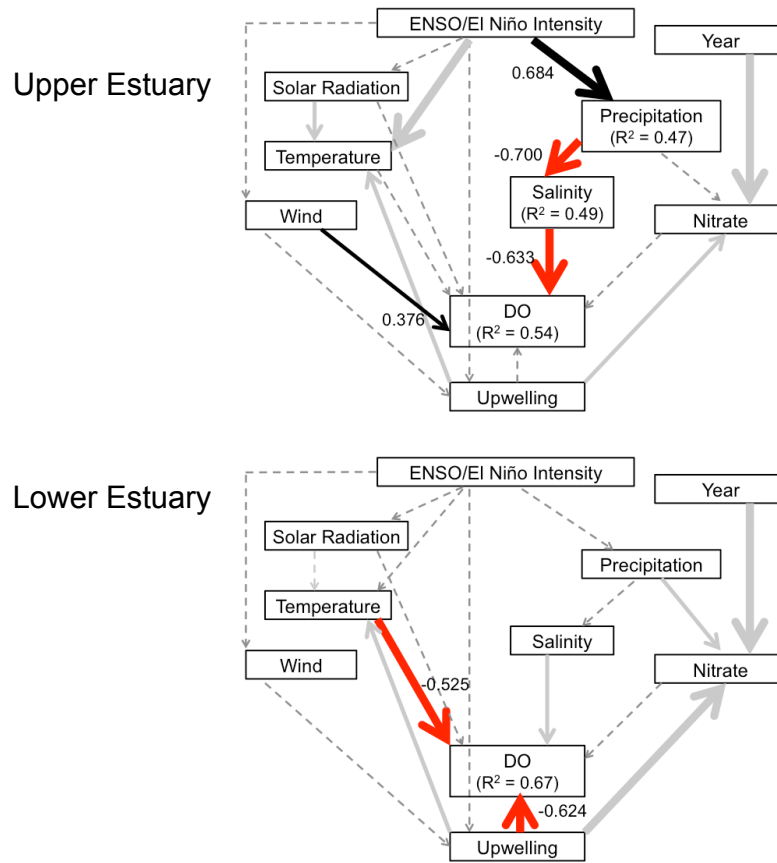 ENSO/El Niño Intensity
Year
Upper Estuary
0.684
Solar Radiation
Precipitation
(R² = 0.47)
-0.700
Temperature
Salinity
(R² = 0.49)
Wind
Nitrate
-0.633
DO
(R² = 0.54)
0.376
Upwelling
ENSO/El Niño Intensity
Lower Estuary
Year
Solar Radiation
Precipitation
Temperature
Salinity
Wind
Nitrate
-0.525
DO
(R² = 0.67)
-0.624
Upwelling